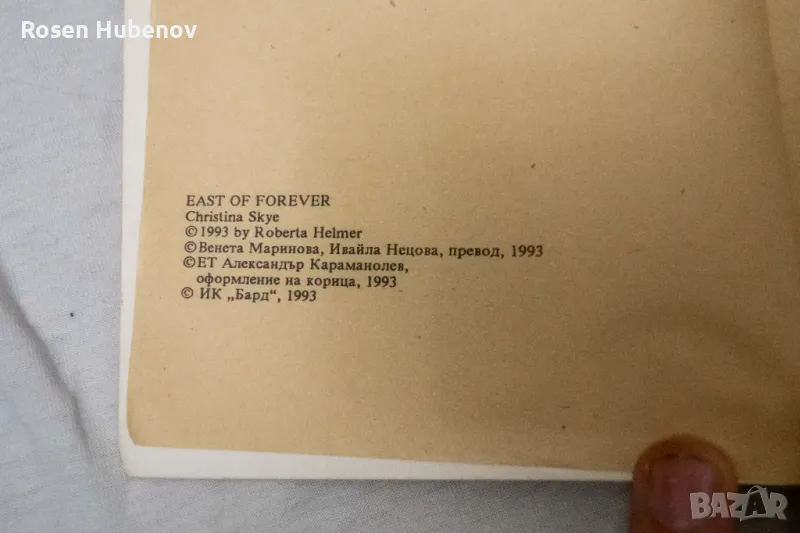 Rosen Hubenov
EAST OF FOREVER
Christina Skye
©1993 by Roberta Helmer
©Венета Маринова, Ивайла Нецова, превод, 1993
©ЕТ Александър Караманолев,
оформление на корица, 1993
© ИК „Бард“, 1993
BAZAR